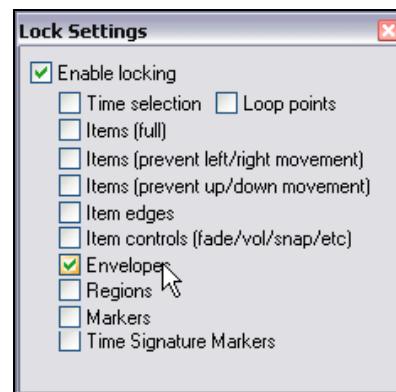 Lock Settings
Enable locking
Time selection Loop points
Items (full)
Items (prevent left/right movement)
Items (prevent up/down movement)
Item edges
Item controls (fade/vol/snap/etc)
Envelopes
Regions
Markers
Time Signature Markers